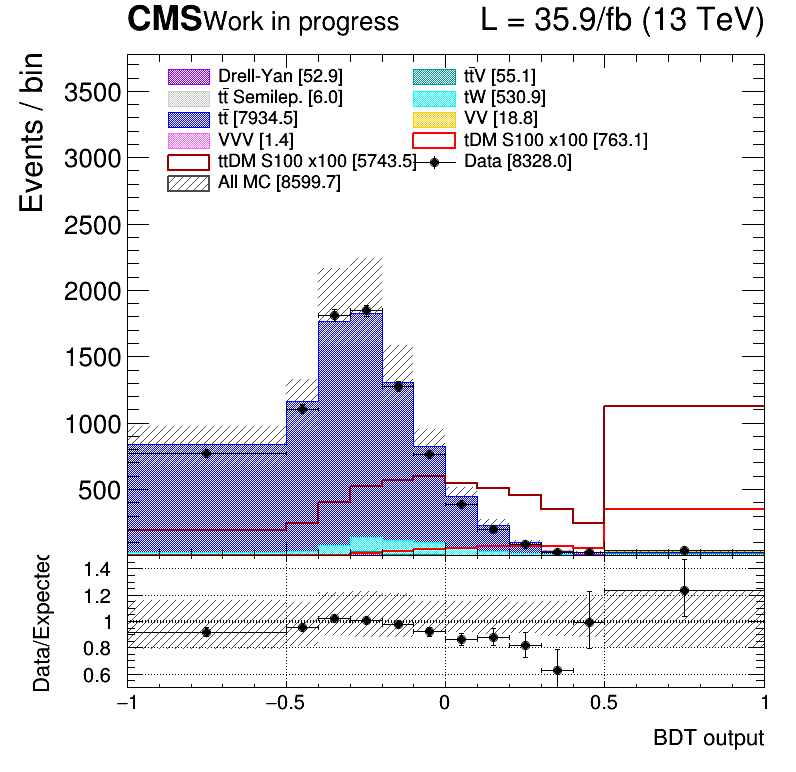 CMS Work in progress L = 35.9/fb (13 TeV)
Events / bin
Drell-Yan [52.9] tt̄V [55.1]
tt̄ Semilep. [6.0] tW [530.9]
tt̄ [7934.5] VV [18.8]
VVV [1.4] tDM S100 x100 [763.1]
ttDM S100 x100 [5743.5] Data [8328.0]
All MC [8599.7]
3500
3000
2500
2000
1500
1000
500
Data/Expected
1.4
1.2
1
0.8
0.6
−1 −0.5 0 0.5 1
BDT output